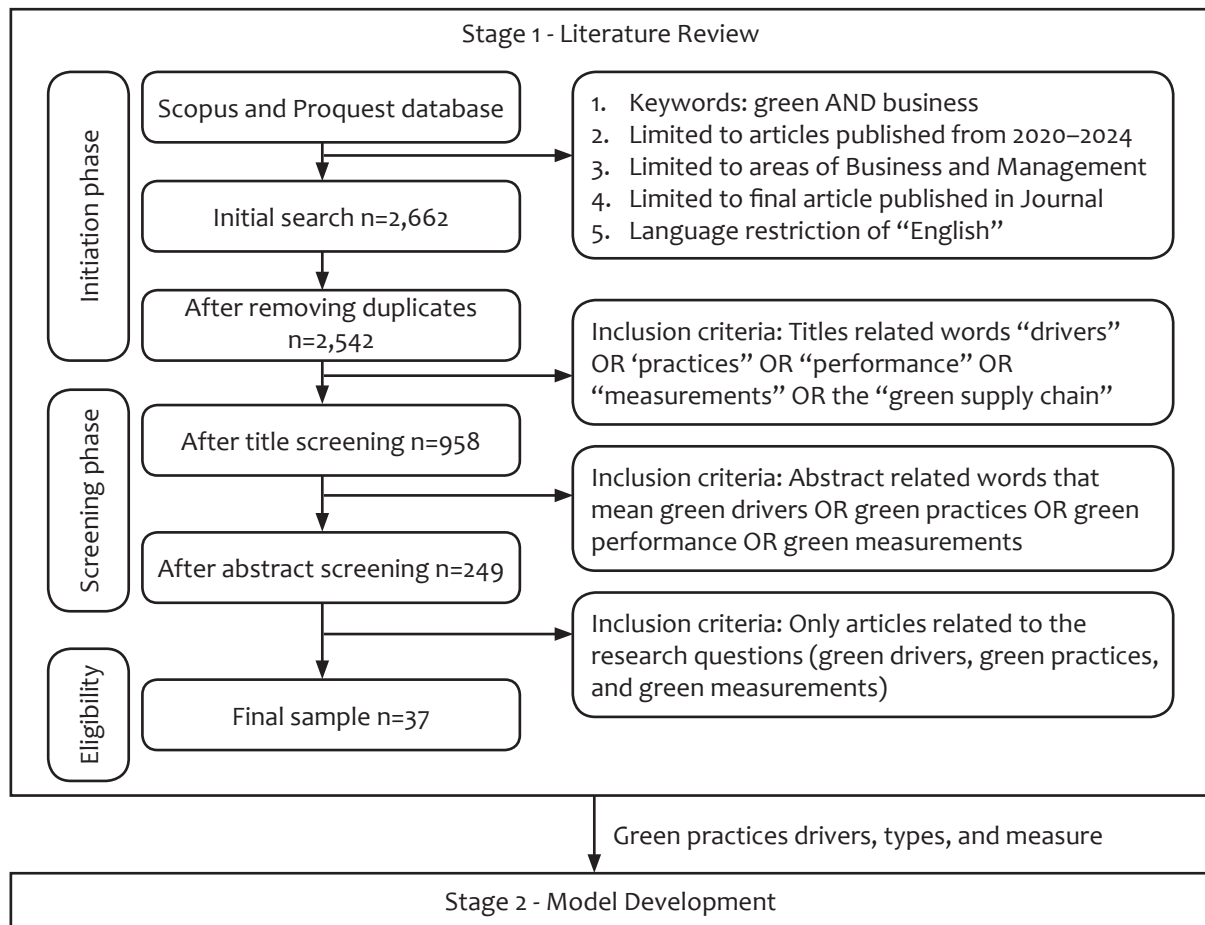 Stage 1 - Literature Review
Initiation phase
Scopus and Proquest database
1. Keywords: green AND business
2. Limited to articles published from 2020–2024
3. Limited to areas of Business and Management
4. Limited to final article published in Journal
5. Language restriction of “English”
Initial search n=2,662
After removing duplicates
n=2,542
Inclusion criteria: Titles related words “drivers”
OR ‘practices” OR “performance” OR
“measurements” OR the “green supply chain”
Screening phase
After title screening n=958
Inclusion criteria: Abstract related words that
mean green drivers OR green practices OR green
performance OR green measurements
After abstract screening n=249
Inclusion criteria: Only articles related to the
research questions (green drivers, green practices,
and green measurements)
Eligibility
Final sample n=37
Green practices drivers, types, and measure
Stage 2 - Model Development